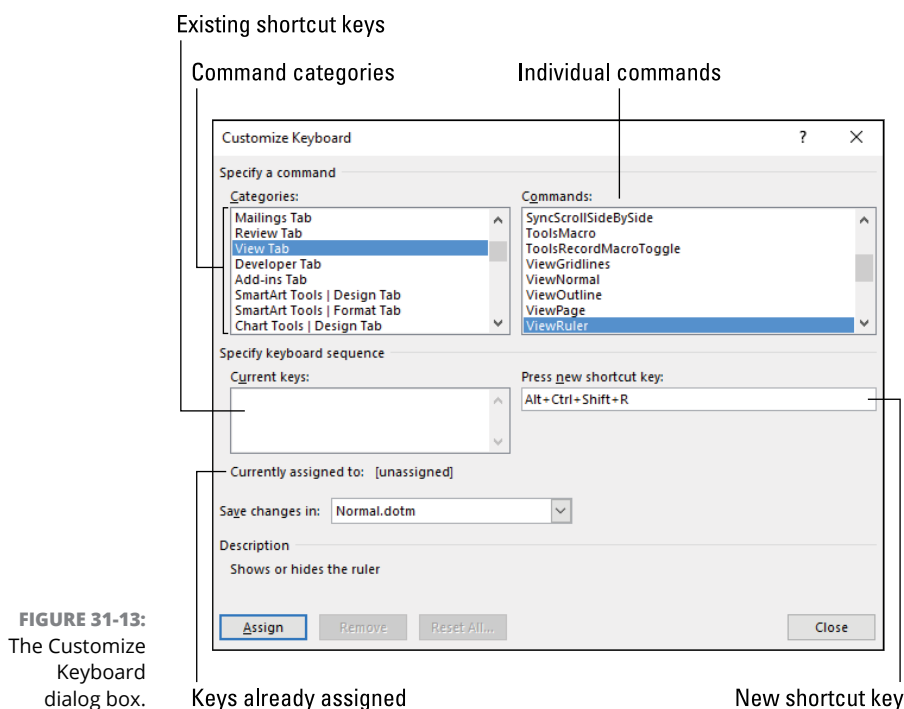 Existing shortcut keys
Command categories
Individual commands
Customize Keyboard ? ×
Specify a command
Categories:
Commands:
Mailings Tab
Review Tab
View Tab
Developer Tab
Add-ins Tab
SmartArt Tools | Design Tab
SmartArt Tools | Format Tab
Chart Tools | Design Tab
SyncScrollSideBySide
ToolsMacro
ToolsRecordMacroToggle
ViewGridlines
ViewNormal
ViewOutline
ViewPage
ViewRuler
Specify keyboard sequence
Current keys:
Press new shortcut key:
Alt+Ctrl+Shift+R
Currently assigned to: [unassigned]
Save changes in: Normal.dotm
Description
Shows or hides the ruler
Assign
Remove
Reset All...
Close
FIGURE 31-13:
The Customize
Keyboard
dialog box.
Keys already assigned
New shortcut key